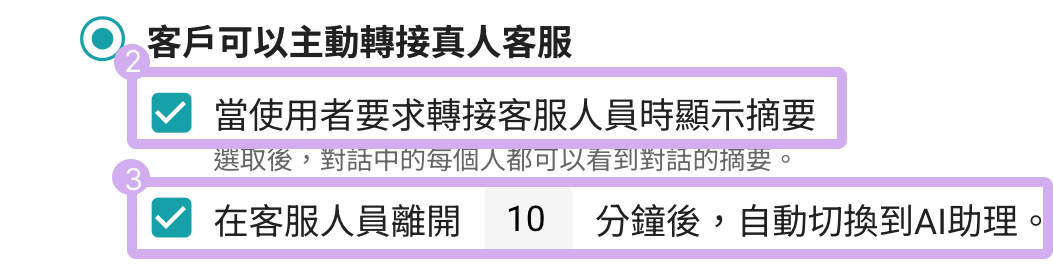 客戶可以主動轉接真人客服
2
當使用者要求轉接客服人員時顯示摘要
選取後，對話中的每個人都可以看到對話的摘要。
3
在客服人員離開 10 分鐘後，自動切換到AI助理。